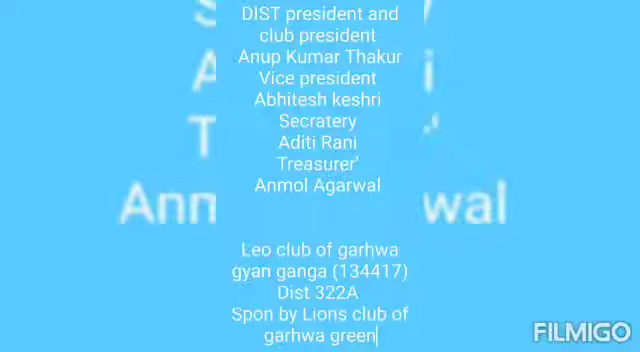 DIST president and
club president
Anup Kumar Thakur
Vice president
Abhitesh keshri
Secratery
Aditi Rani
Treasurer'
Anmol Agarwal
Leo club of garhwa
gyan ganga (134417)
Dist 322A
Spon by Lions club of
garhwa green
FILMIGO